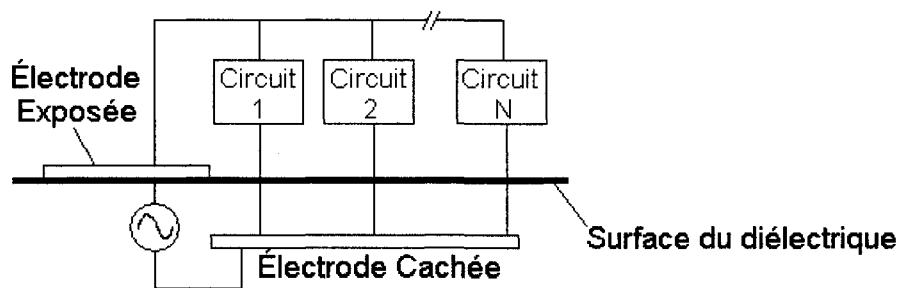 Électrode
Exposée
Circuit
1
Circuit
2
Circuit
N
Surface du diélectrique
Électrode Cachée